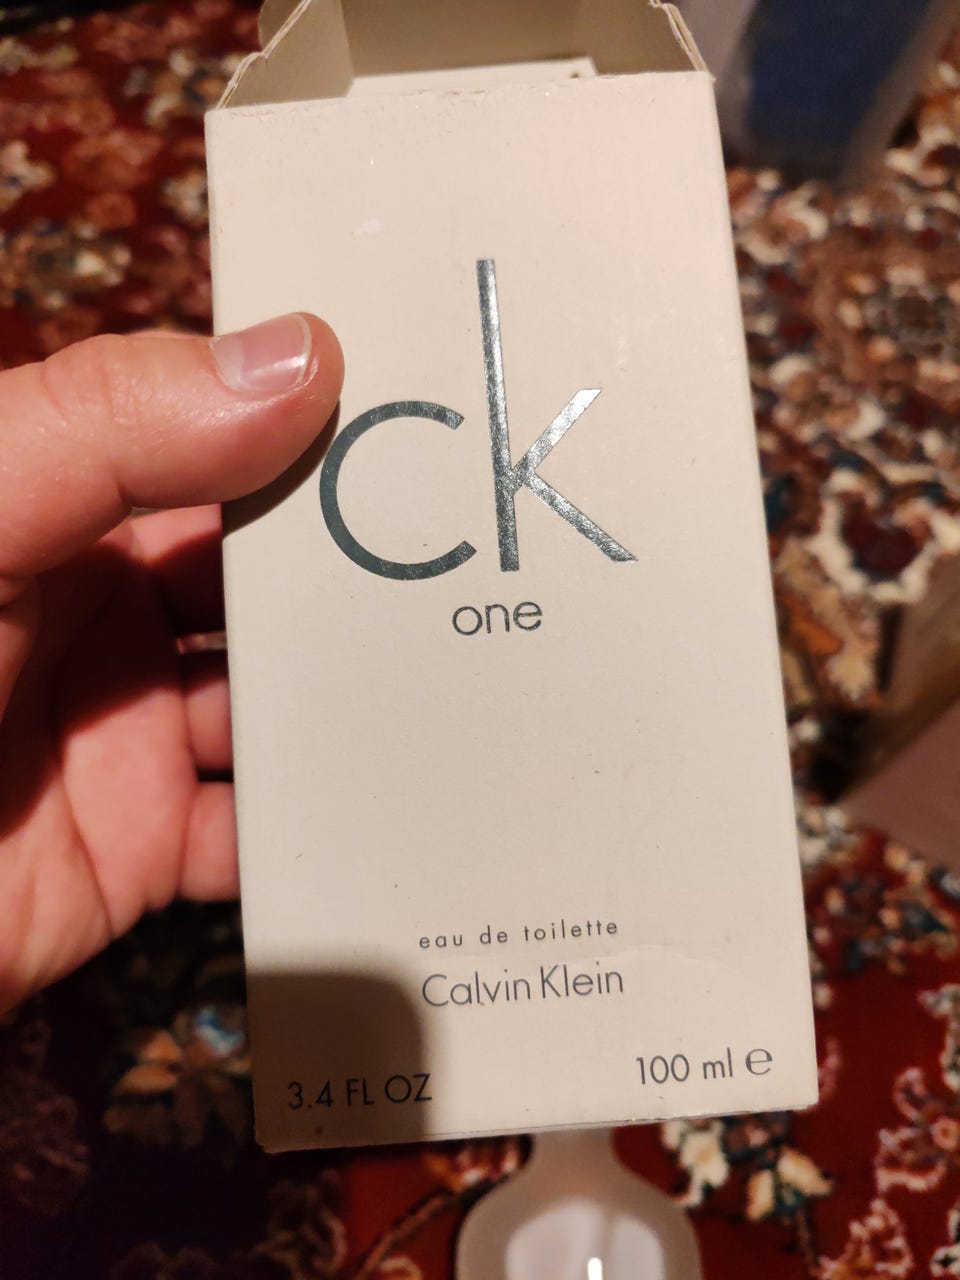 ck
one
eau de toilette
Calvin Klein
3.4 FL OZ
100 ml ℮